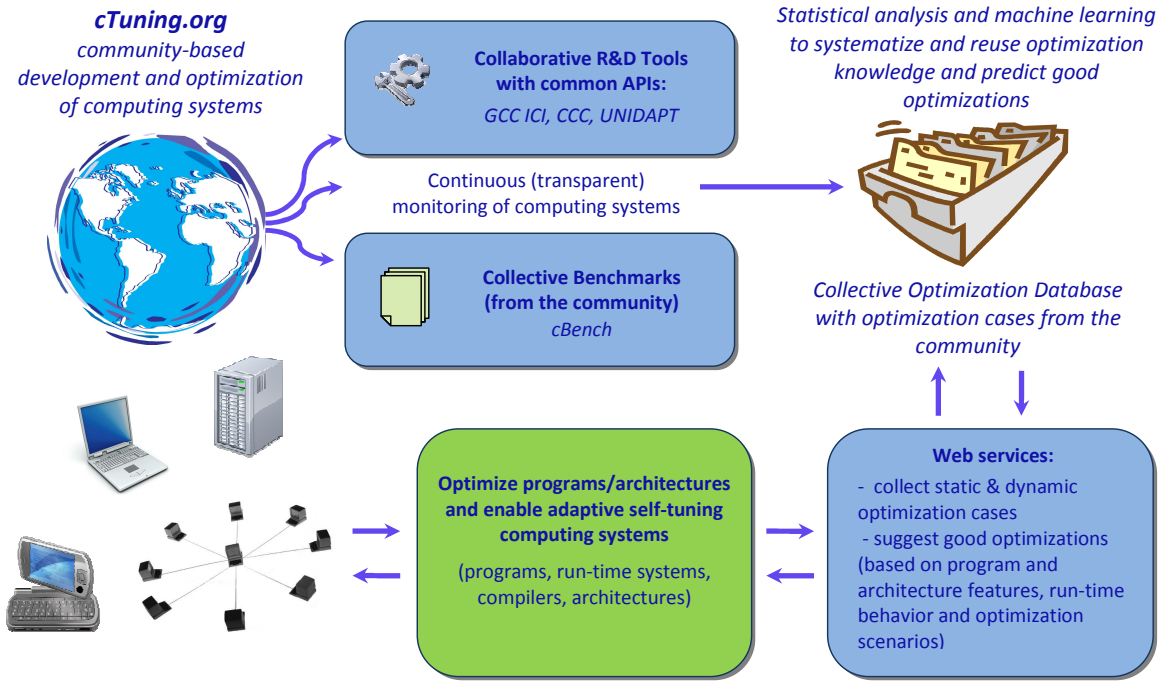 cTuning.org
community-based
development and optimization
of computing systems
Collaborative R&D Tools
with common APIs:
GCC ICI, CCC, UNIDAPT
Continuous (transparent)
monitoring of computing systems
Collective Benchmarks
(from the community)
cBench
Statistical analysis and machine learning
to systematize and reuse optimization
knowledge and predict good
optimizations
Collective Optimization Database
with optimization cases from the
community
Optimize programs/architectures
and enable adaptive self-tuning
computing systems
(programs, run-time systems,
compilers, architectures)
Web services:
- collect static & dynamic
optimization cases
- suggest good optimizations
(based on program and
architecture features, run-time
behavior and optimization
scenarios)